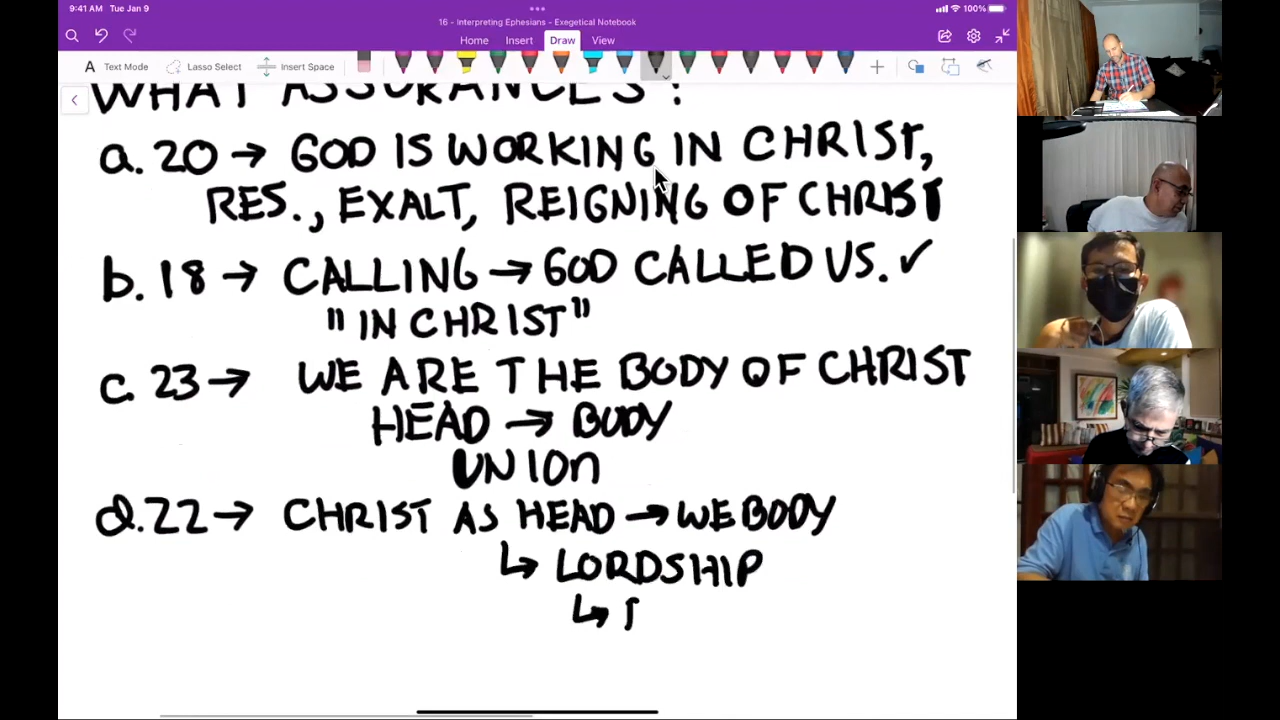 9:41 AM Tue Jan 9
100%
16 - Interpreting Ephesians - Exegetical Notebook
Home Insert Draw View
A Text Mode Lasso Select Insert Space
WHAT ASSURANCES?
a. 20 → GOD IS WORKING IN CHRIST,
RES., EXALT, REIGNING OF CHRIST
b. 18 → CALLING → GOD CALLED US. ✓
"IN CHRIST"
c. 23 → WE ARE THE BODY OF CHRIST
HEAD → BODY
UNION
d. 22 → CHRIST AS HEAD → WE BODY
↳ LORDSHIP
↳